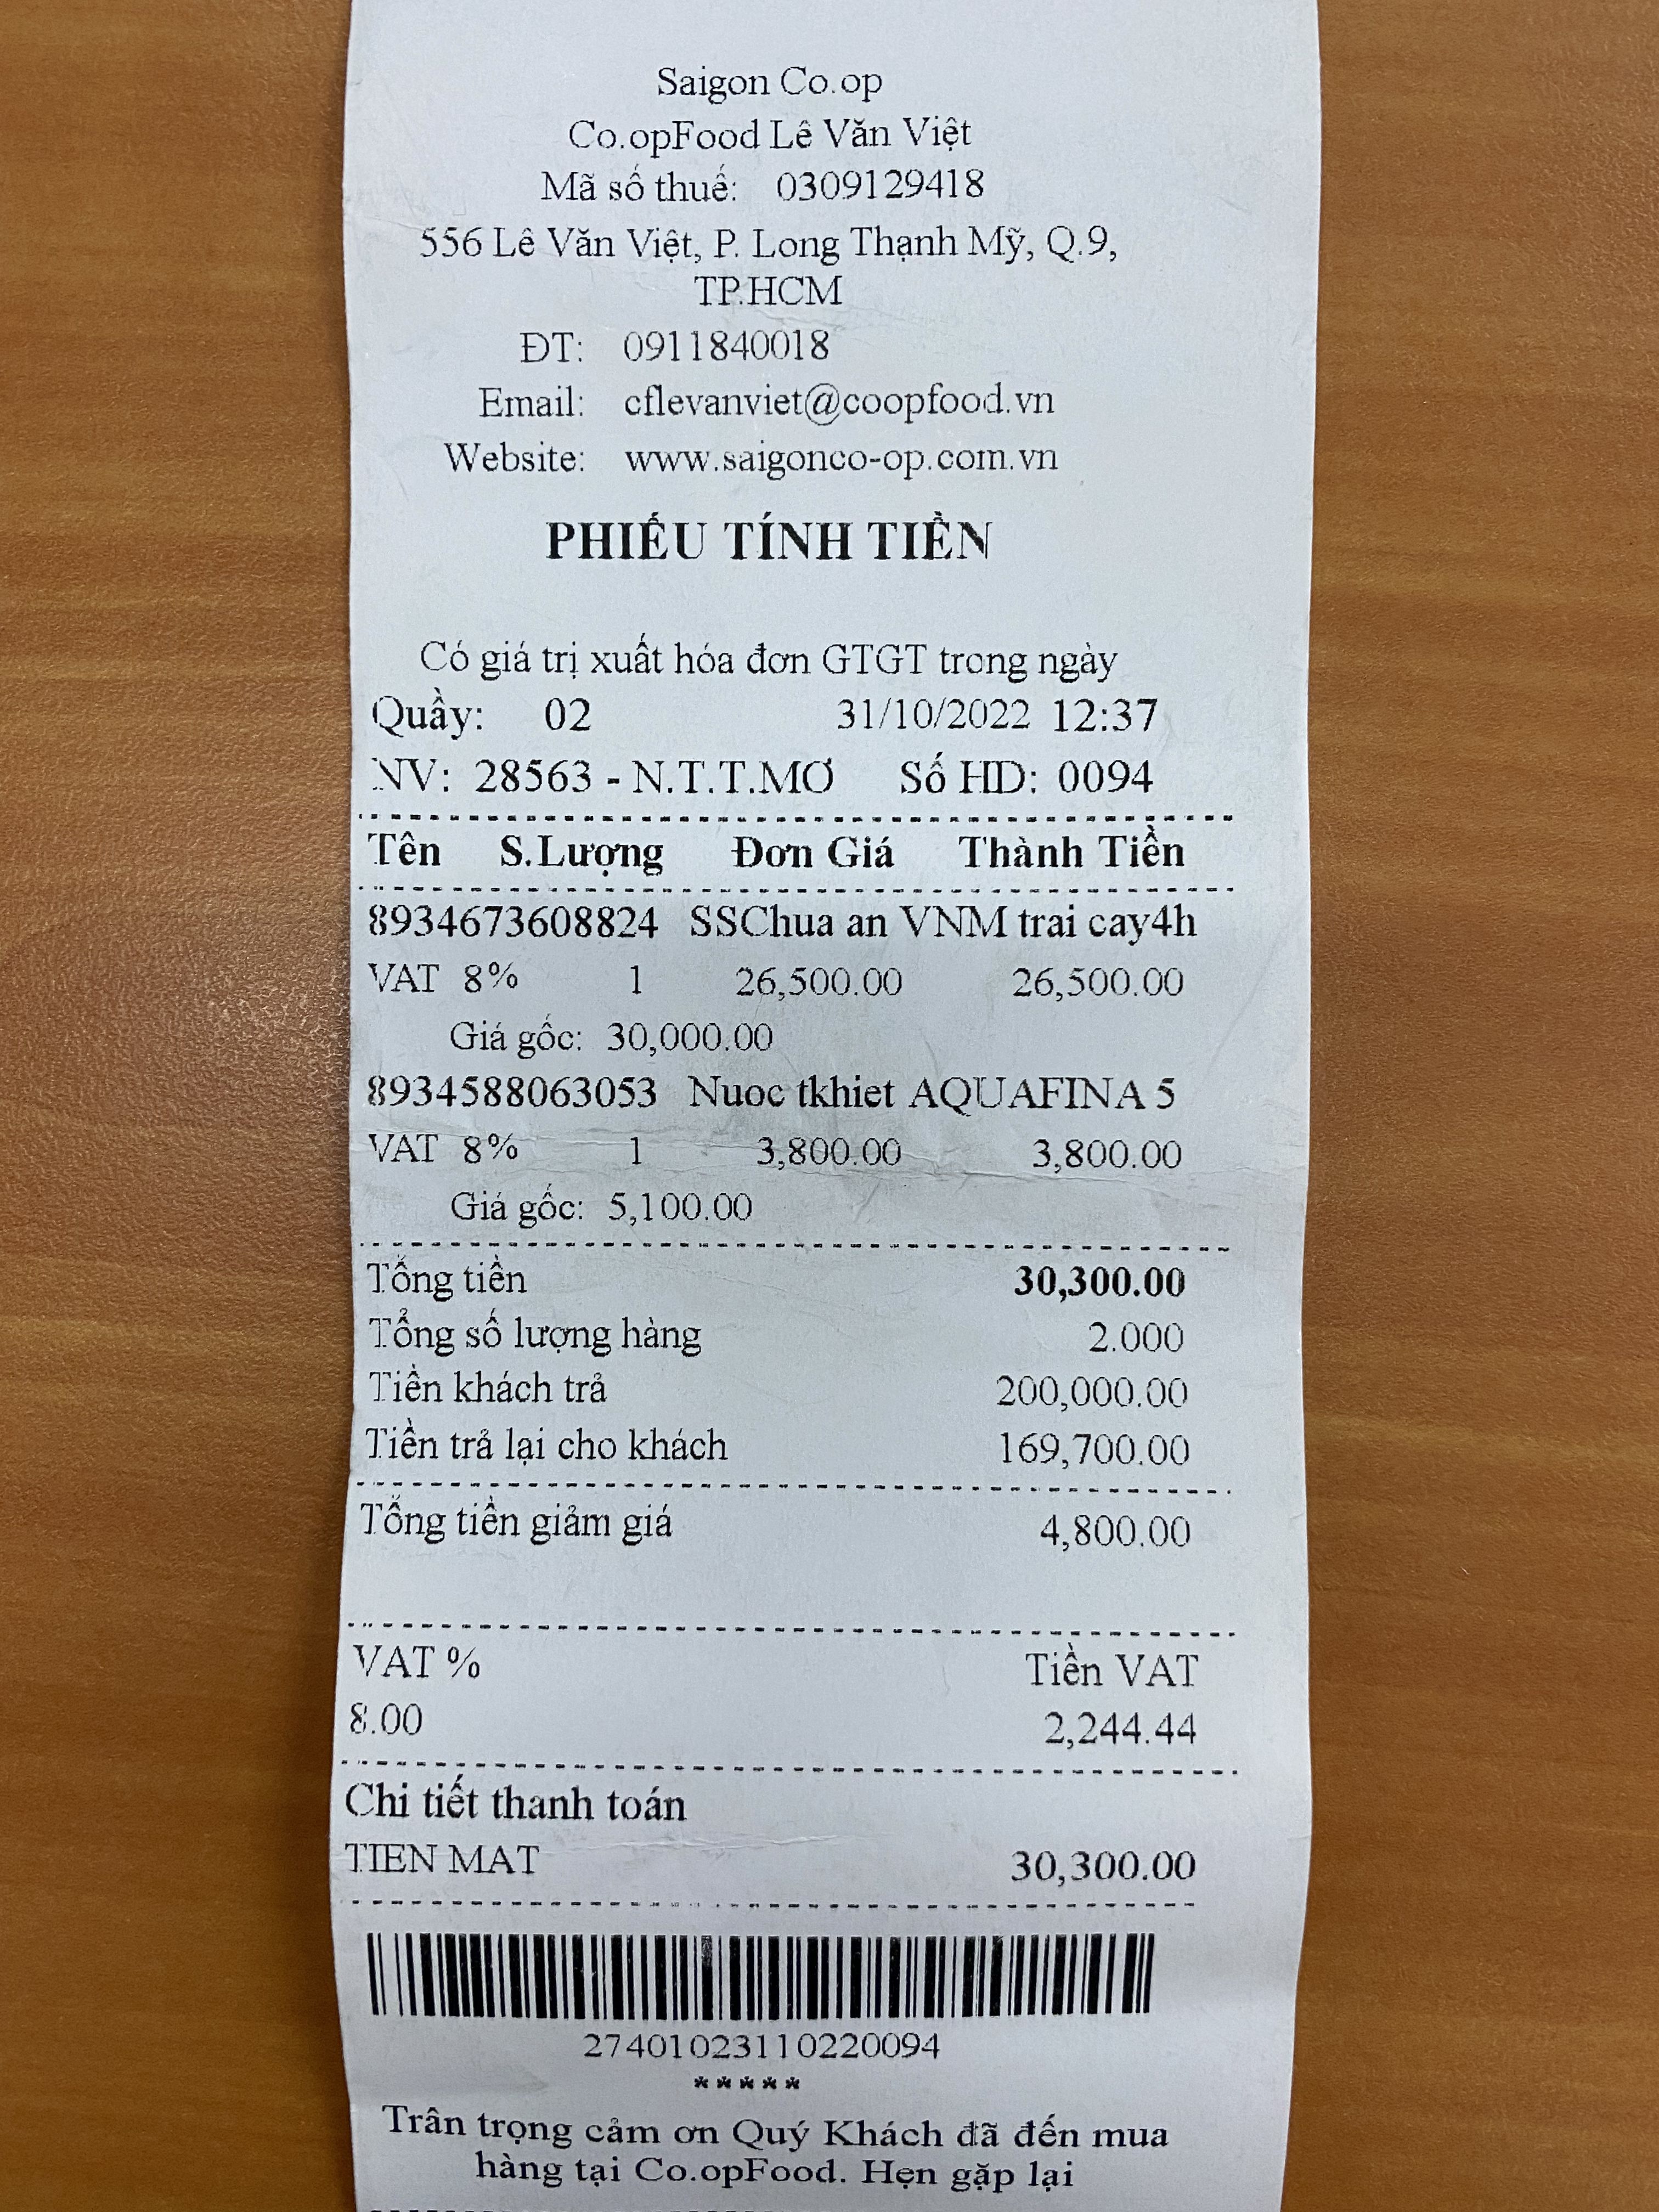 Saigon Co.op
Co.opFood Lê Văn Việt
Mã số thuế: 0309129418
556 Lê Văn Việt, P. Long Thạnh Mỹ, Q.9,
TP.HCM
ĐT: 0911840018
Email: cflevanviet@coopfood.vn
Website: www.saigonco-op.com.vn
PHIẾU TÍNH TIỀN
Có giá trị xuất hóa đơn GTGT trong ngày
Quầy: 02 31/10/2022 12:37
NV: 28563 - N.T.T.MƠ Số HD: 0094
Tên S.Lượng Đơn Giá Thành Tiền
8934673608824 SSChua an VNM trai cay4h
VAT 8% 1 26,500.00 26,500.00
Giá gốc: 30,000.00
8934588063053 Nuoc tkhiet AQUAFINA 5
VAT 8% 1 3,800.00 3,800.00
Giá gốc: 5,100.00
Tổng tiền 30,300.00
Tổng số lượng hàng 2.000
Tiền khách trả 200,000.00
Tiền trả lại cho khách 169,700.00
Tổng tiền giảm giá 4,800.00
VAT % Tiền VAT
8.00 2,244.44
Chi tiết thanh toán
TIEN MAT 30,300.00
27401023110220094
*****
Trân trọng cảm ơn Quý Khách đã đến mua
hàng tại Co.opFood. Hẹn gặp lại